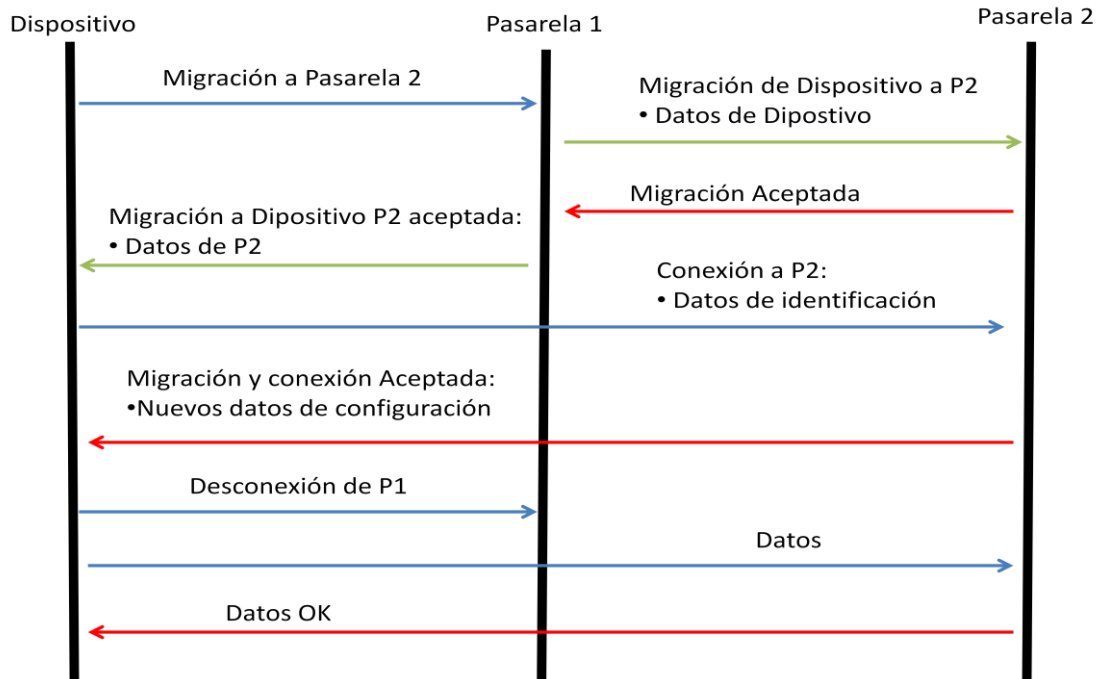 Dispositivo
Pasarela 1
Pasarela 2
Migración a Pasarela 2
Migración de Dispositivo a P2
• Datos de Dipostivo
Migración Aceptada
Migración a Dipositivo P2 aceptada:
• Datos de P2
Conexión a P2:
• Datos de identificación
Migración y conexión Aceptada:
•Nuevos datos de configuración
Desconexión de P1
Datos
Datos OK